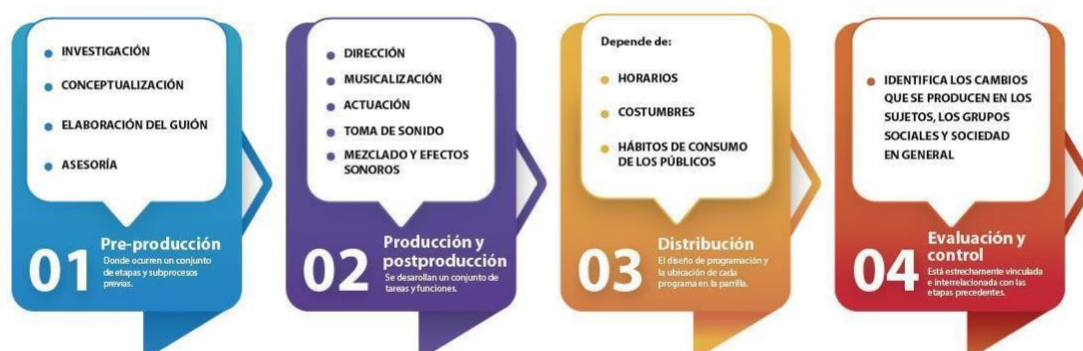 INVESTIGACIÓN
CONCEPTUALIZACIÓN
ELABORACIÓN DEL GUIÓN
ASESORÍA
01
Pre-producción
Donde ocurren un conjunto
de etapas y subprocesos
previas.
DIRECCIÓN
MUSICALIZACIÓN
ACTUACIÓN
TOMA DE SONIDO
MEZCLADO Y EFECTOS
SONOROS
02
Producción y
postproducción
Se desarollan un conjunto de
tareas y funciones.
Depende de:
HORARIOS
COSTUMBRES
HÁBITOS DE CONSUMO
DE LOS PÚBLICOS
03
Distribución
El diseño de programación y
la ubicación de cada
programa en la parrilla.
IDENTIFICA LOS CAMBIOS
QUE SE PRODUCEN EN LOS
SUJETOS, LOS GRUPOS
SOCIALES Y SOCIEDAD
EN GENERAL
04
Evaluación y
control
Está estrechamente vinculada
e interrelacionada con las
etapas precedentes.